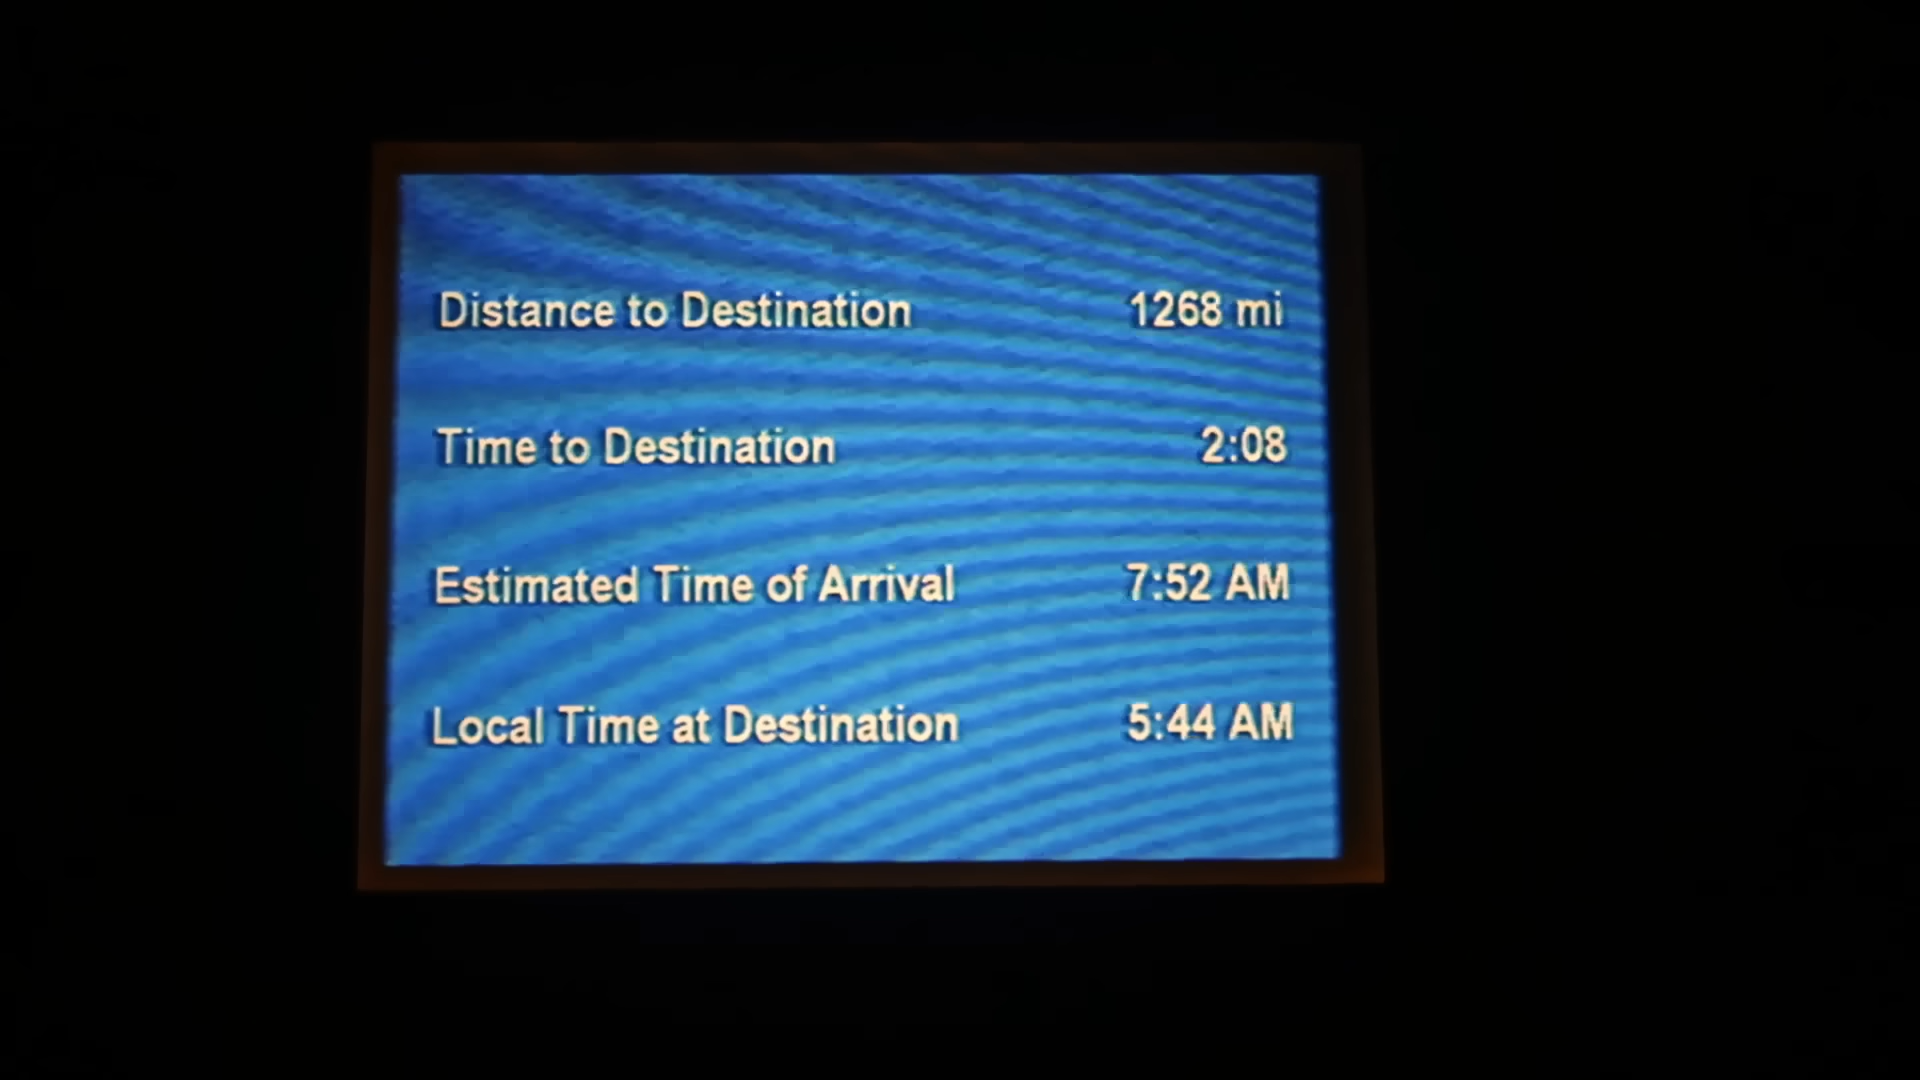 Distance to Destination 1268 mi
Time to Destination 2:08
Estimated Time of Arrival 7:52 AM
Local Time at Destination 5:44 AM